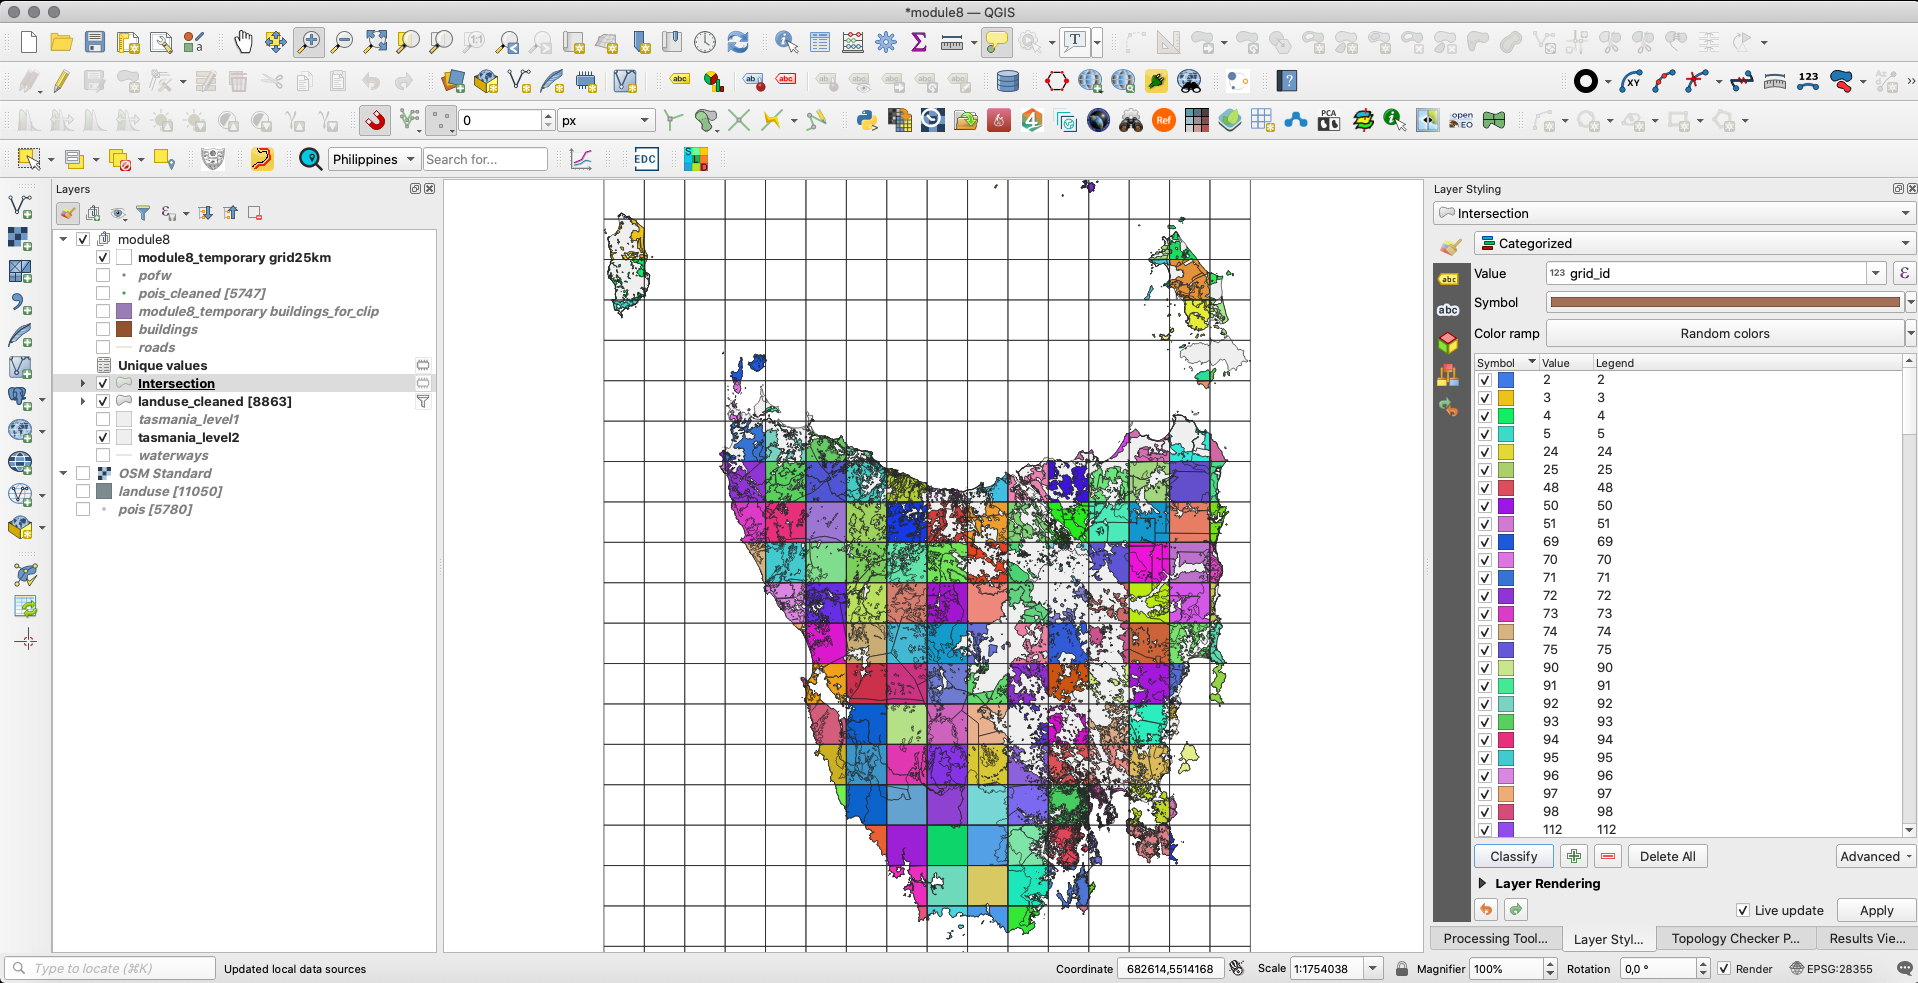 *module8 — QGIS
0
px
Philippines
Search for...
EDC
Layers
module8
module8_temporary grid25km
pofw
pois_cleaned [5747]
module8_temporary buildings_for_clip
buildings
roads
Unique values
Intersection
landuse_cleaned [8863]
tasmania_level1
tasmania_level2
waterways
OSM Standard
landuse [11050]
pois [5780]
Layer Styling
Intersection
Categorized
Value 123 grid_id
Symbol
Color ramp Random colors
Symbol Value Legend
2 2
3 3
4 4
5 5
24 24
25 25
48 48
50 50
51 51
69 69
70 70
71 71
72 72
73 73
74 74
75 75
90 90
91 91
92 92
93 93
94 94
95 95
96 96
97 97
98 98
112 112
Classify Delete All Advanced
Layer Rendering
Live update Apply
Processing Tool... Layer Styl... Topology Checker P... Results Vie...
Type to locate (⌘K) Updated local data sources Coordinate 682614,5514168 Scale 1:1754038 Magnifier 100% Rotation 0,0 ° Render EPSG:28355